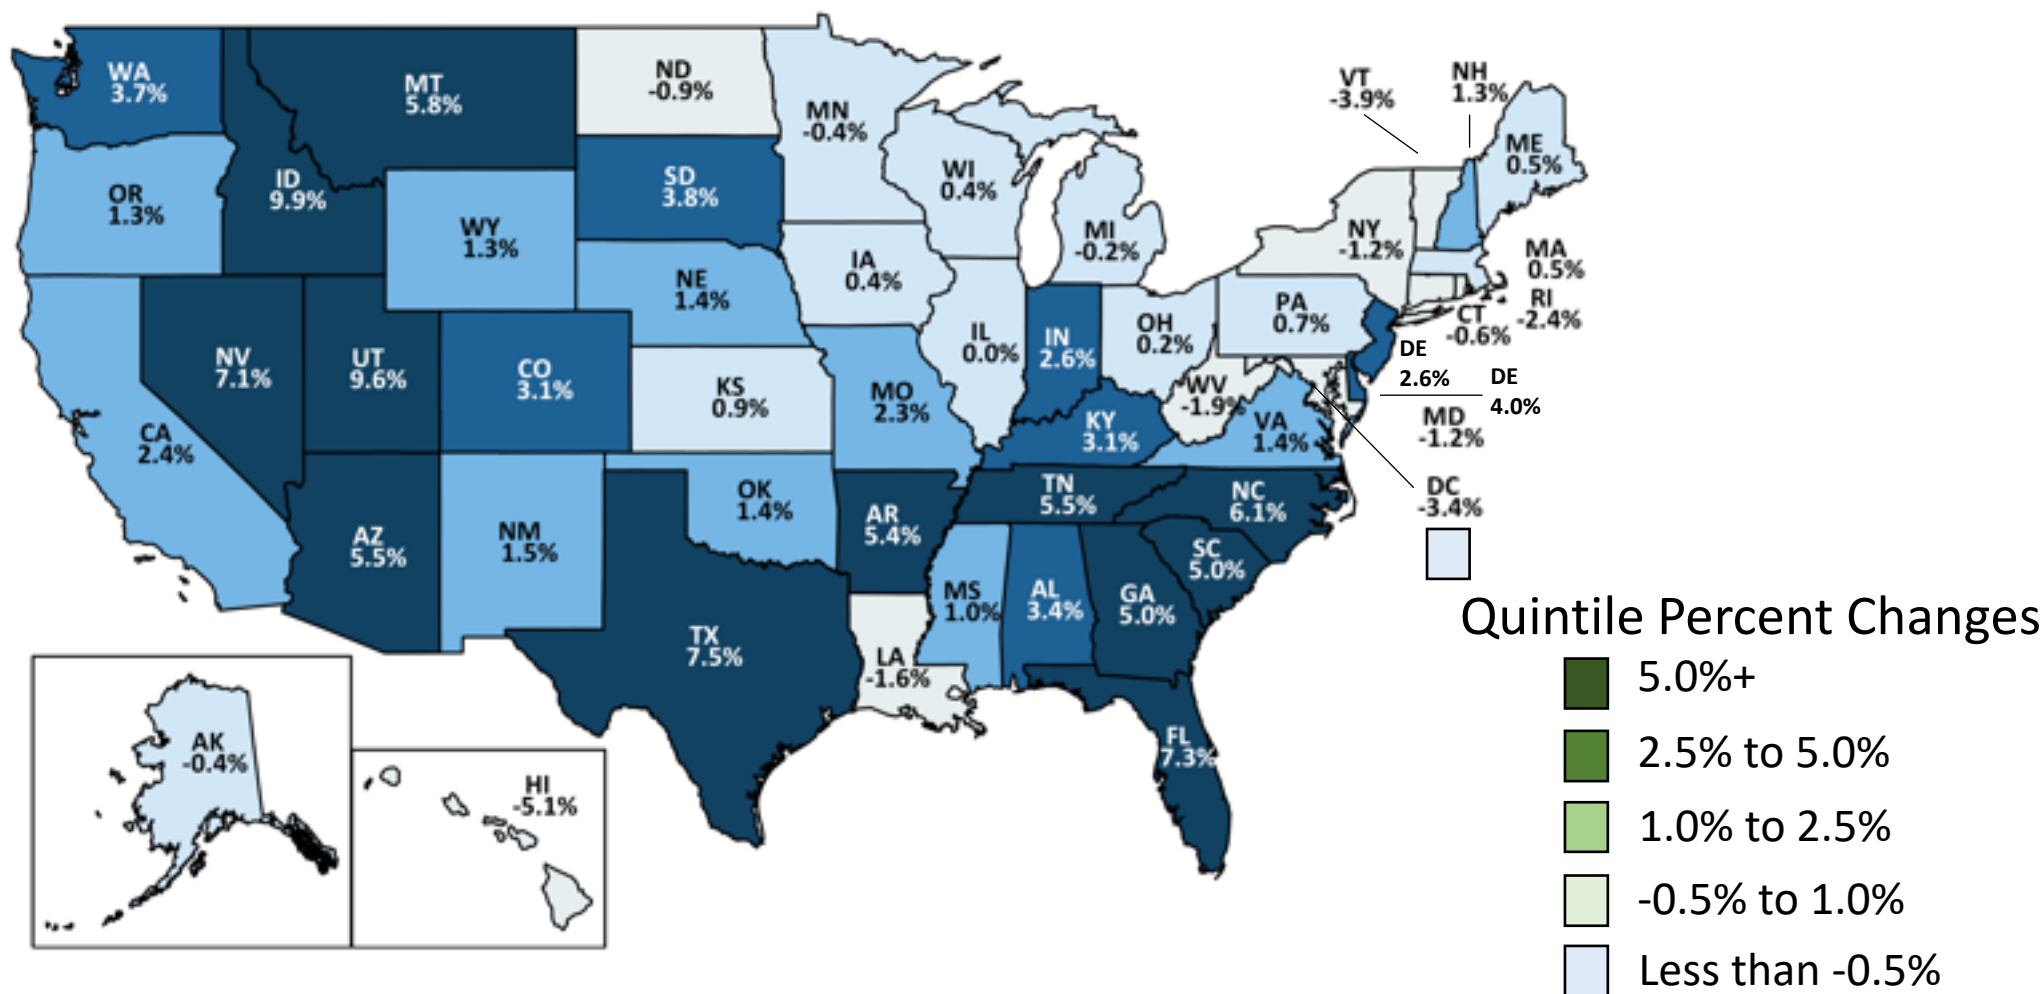 WA
3.7%
MT
5.8%
ND
-0.9%
MN
-0.4%
VT
-3.9%
NH
1.3%
ME
0.5%
OR
1.3%
ID
9.9%
WY
1.3%
SD
3.8%
WI
0.4%
MI
-0.2%
NY
-1.2%
MA
0.5%
RI
-2.4%
CT
-0.6%
NE
1.4%
IA
0.4%
IL
0.0%
IN
2.6%
OH
0.2%
PA
0.7%
DE
2.6%
DE
4.0%
MD
-1.2%
NV
7.1%
UT
9.6%
CO
3.1%
KS
0.9%
MO
2.3%
WV
-1.9%
VA
1.4%
KY
3.1%
CA
2.4%
DC
-3.4%
AZ
5.5%
NM
1.5%
OK
1.4%
AR
5.4%
TN
5.5%
NC
6.1%
SC
5.0%
MS
1.0%
AL
3.4%
GA
5.0%
TX
7.5%
LA
-1.6%
FL
7.3%
AK
-0.4%
HI
-5.1%
Quintile Percent Changes
5.0%+
2.5% to 5.0%
1.0% to 2.5%
-0.5% to 1.0%
Less than -0.5%